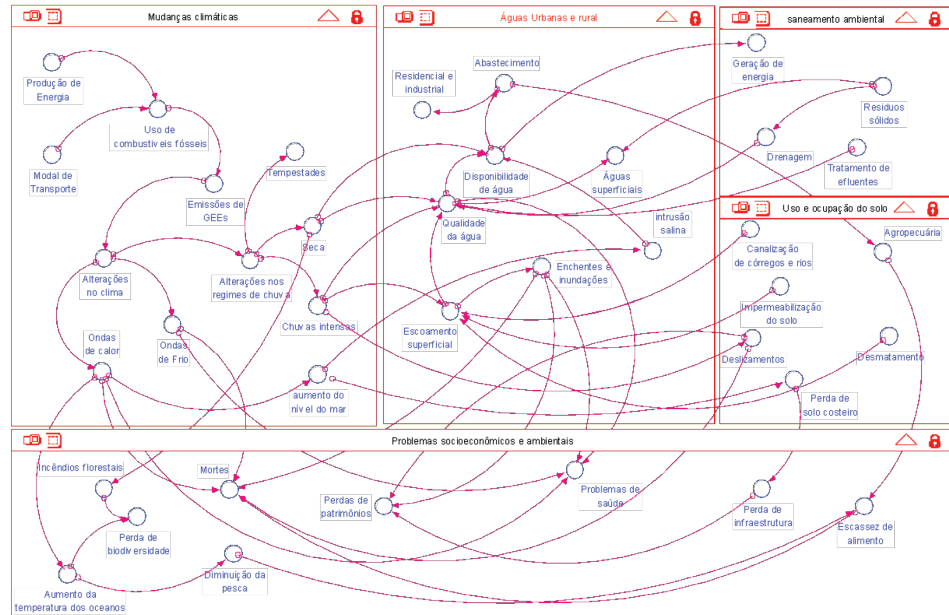 Mudanças climáticas
Produção de
Energia
Uso de
combustíveis fósseis
Modal de
Transporte
Tempestades
Emissões de
GEEs
Seca
Alterações
no clima
Alterações nos
regimes de chuva
Chuvas intensas
Ondas
de calor
Ondas
de Frio
aumento do
nível do mar
Águas Urbanas e rural
Abastecimento
Residencial e
industrial
Disponibilidade
de água
Águas
superficiais
Qualidade
da água
intrusão
salina
Enchentes e
inundações
Escoamento
superficial
saneamento ambiental
Geração de
energia
Residuos
sólidos
Drenagem
Tratamento de
efluentes
Uso e ocupação do solo
Agropecuária
Canalização
de córregos e rios
Impermeabilização
do solo
Deslizamentos
Desmatamento
Perda de
solo costeiro
Problemas socioeconômicos e ambientais
Incêndios florestais
Mortes
Perda de
biodiversidade
Perdas de
patrimônios
Problemas de
saúde
Perda de
infraestrutura
Escassez de
alimento
Aumento da
temperatura dos oceanos
Diminuição da
pesca